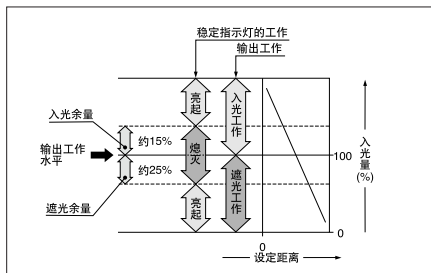 稳定指示灯的工作
输出工作
入光余量
约15%
输出工作
水平
约25%
遮光余量
亮起
熄灭
亮起
入光工作
遮光工作
100
入光量
(%)
0
0
设定距离